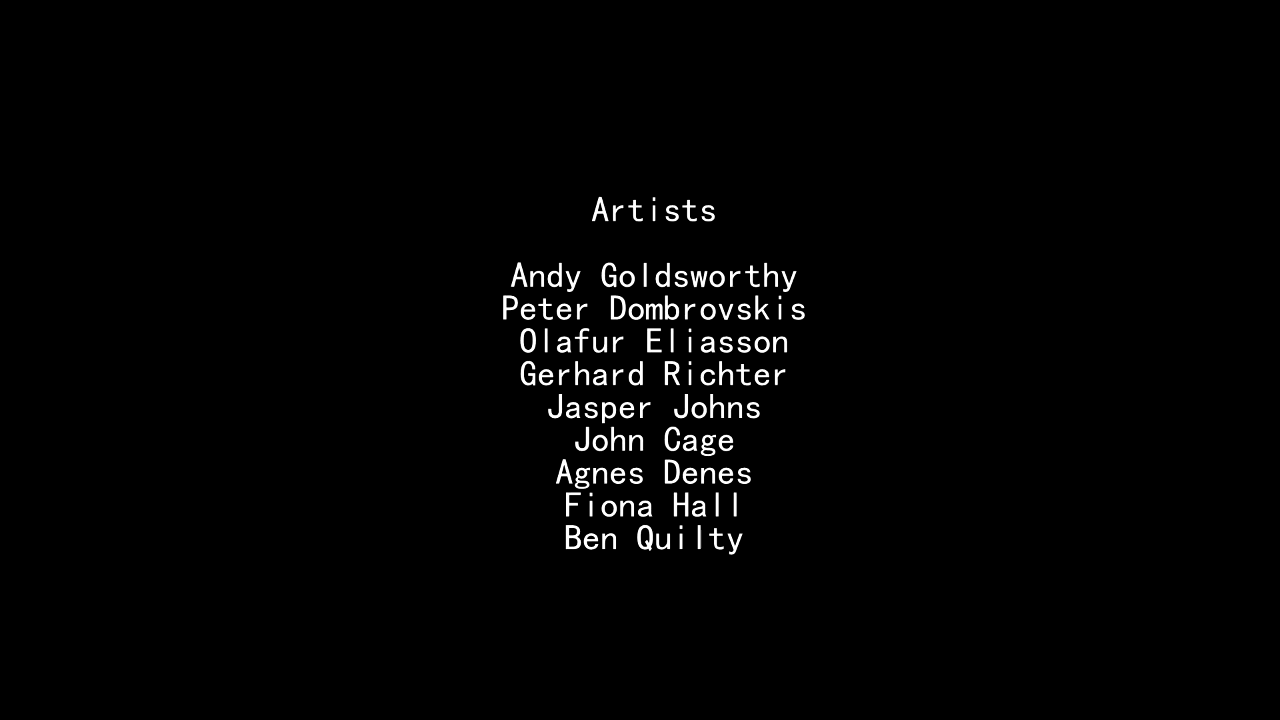 Artists
Andy Goldsworthy
Peter Dombrovskis
Olafur Eliasson
Gerhard Richter
Jasper Johns
John Cage
Agnes Denes
Fiona Hall
Ben Quilty